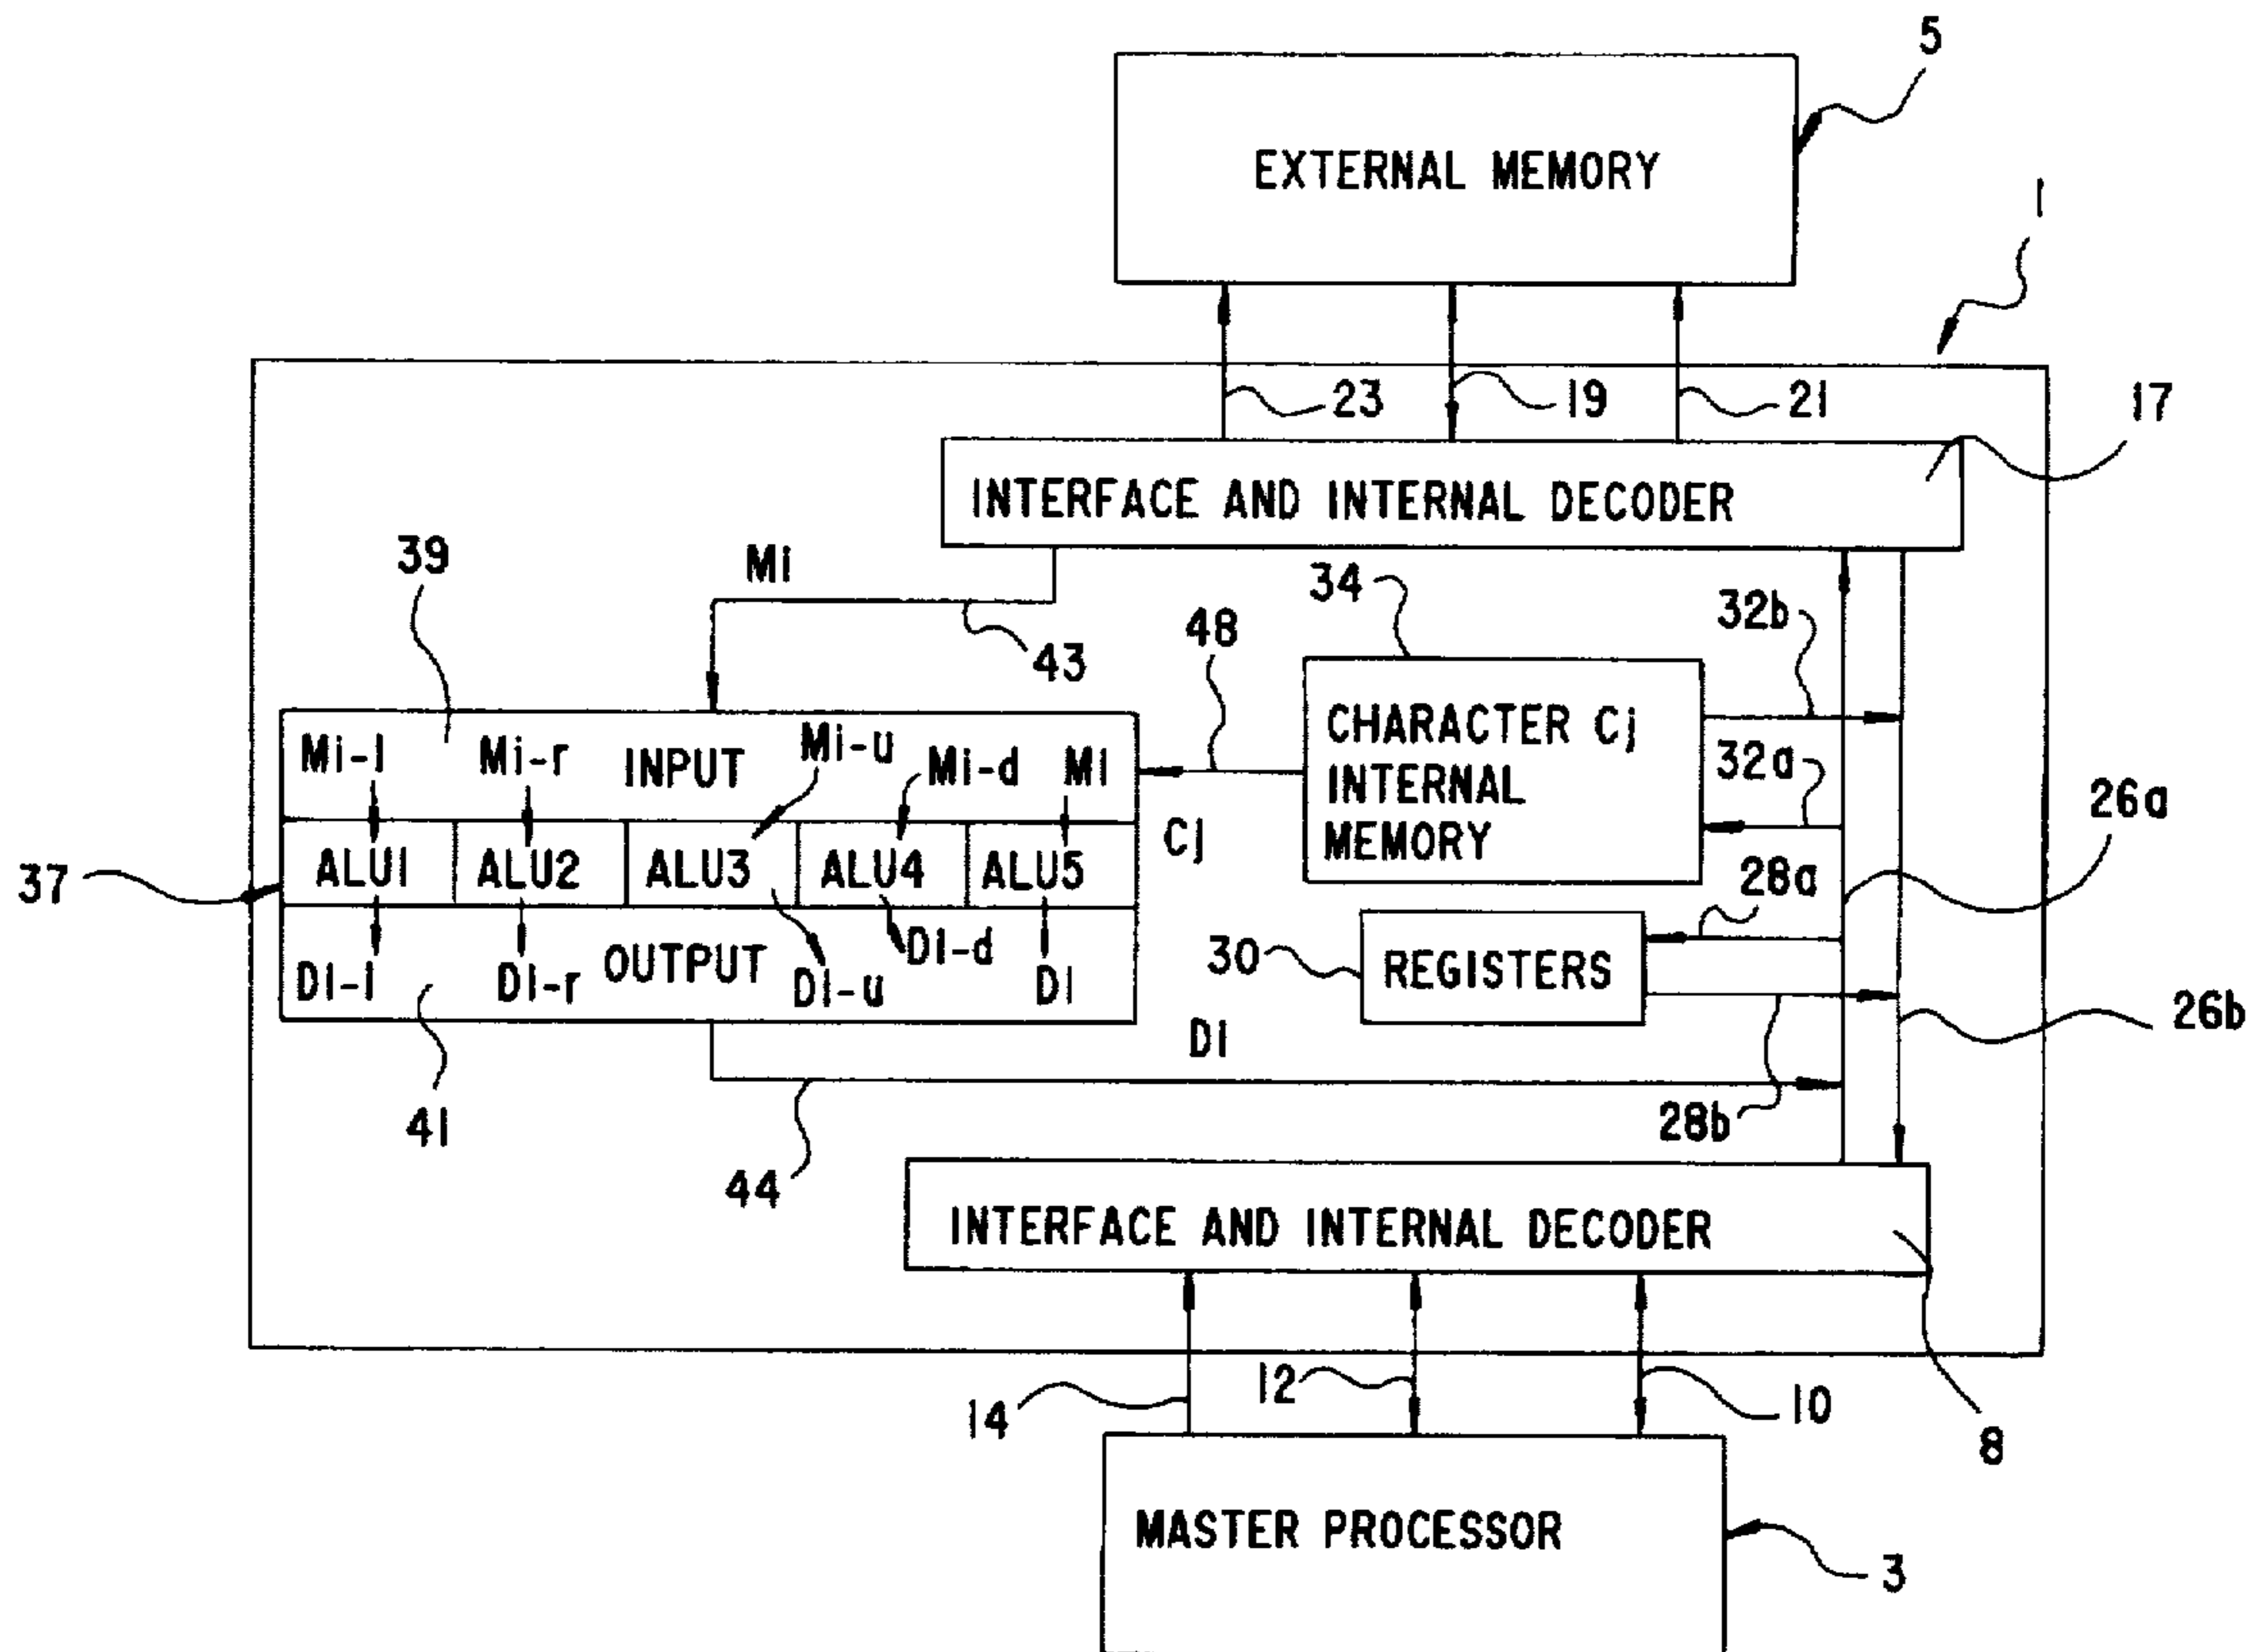 5
EXTERNAL MEMORY
1
23
19
21
17
INTERFACE AND INTERNAL DECODER
39
Mi
34
32b
43
48
CHARACTER Cj
INTERNAL
MEMORY
32a
26a
Mi-l
Mi-r
INPUT
Mi-u
Mi-d
Mi
Cj
ALU1
ALU2
ALU3
ALU4
ALU5
37
28a
30
REGISTERS
Di-l
Di-r
OUTPUT
Di-u
Di-d
Di
26b
Di
41
28b
44
INTERFACE AND INTERNAL DECODER
14
12
10
8
MASTER PROCESSOR
3